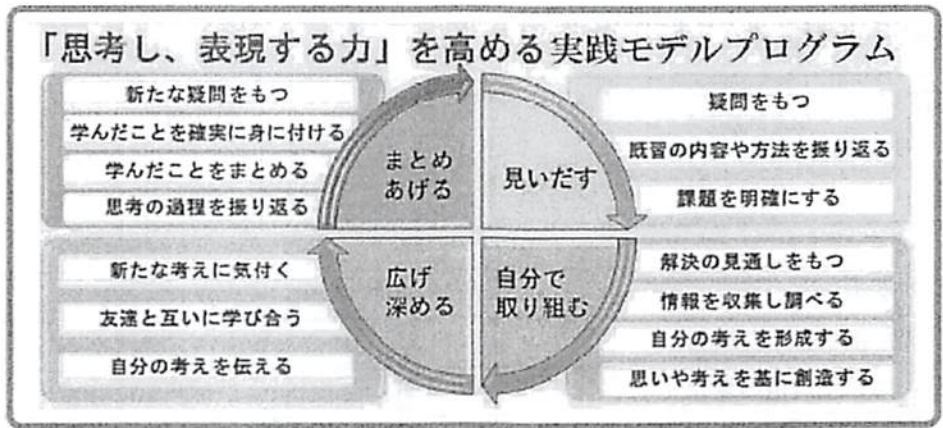 「思考し、表現する力」を高める実践モデルプログラム
新たな疑問をもつ
学んだことを確実に身に付ける
学んだことをまとめる
思考の過程を振り返る
まとめ
あげる
見いだす
疑問をもつ
既習の内容や方法を振り返る
課題を明確にする
新たな考えに気付く
友達と互いに学び合う
自分の考えを伝える
広げ
深める
自分で
取り組む
解決の見通しをもつ
情報を収集し調べる
自分の考えを形成する
思いや考えを基に創造する